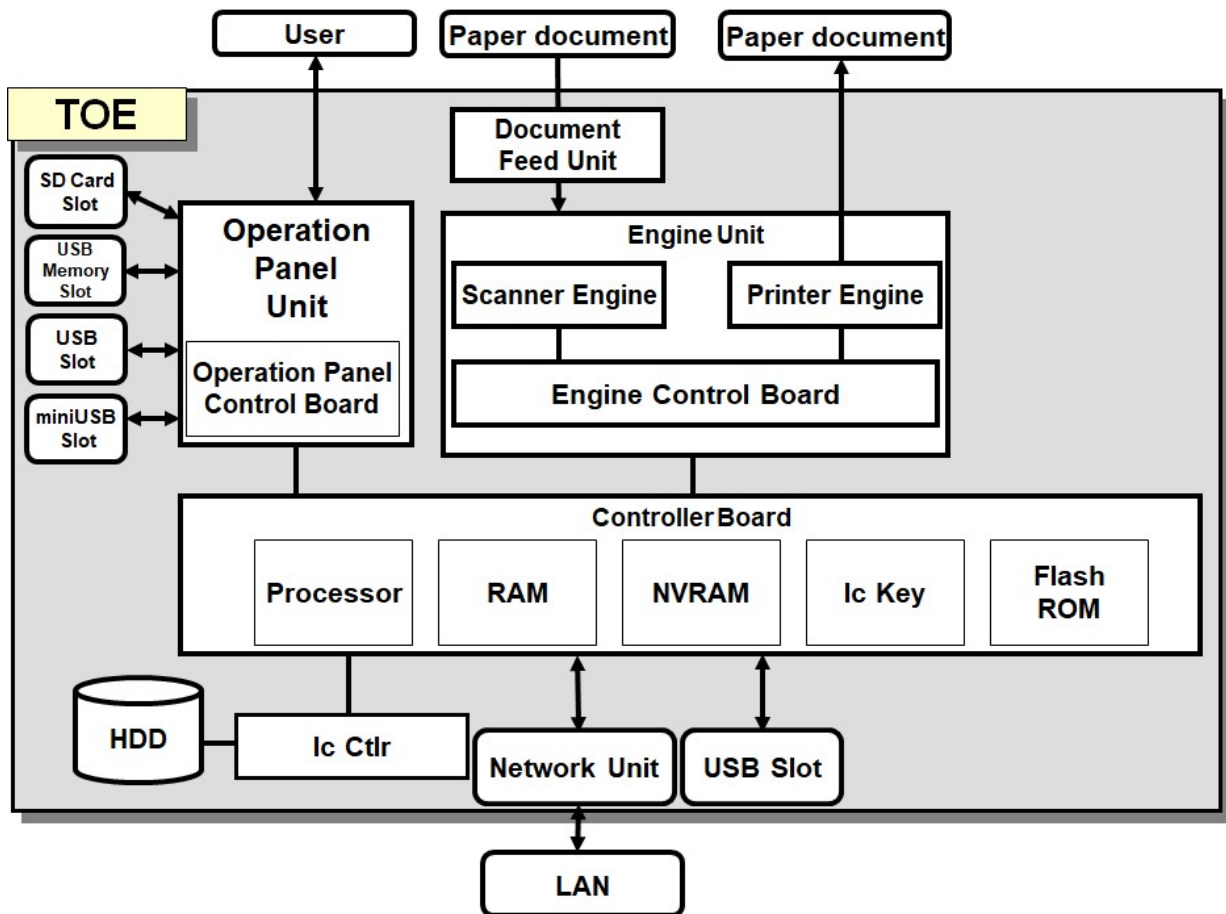 User
Paper document
Paper document
TOE
Document
Feed Unit
SD Card
Slot
USB
Memory
Slot
USB
Slot
miniUSB
Slot
Operation
Panel
Unit
Operation Panel
Control Board
Engine Unit
Scanner Engine
Printer Engine
Engine Control Board
Controller Board
Processor
RAM
NVRAM
Ic Key
Flash
ROM
HDD
Ic Ctlr
Network Unit
USB Slot
LAN